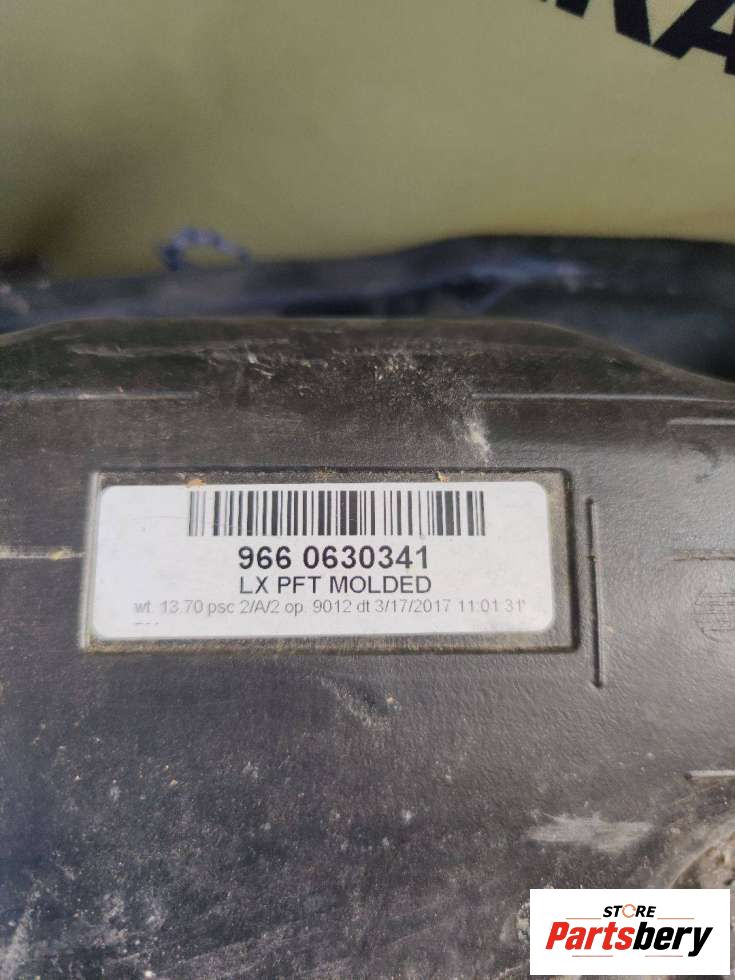 966 0630341
LX PFT MOLDED
wt. 13.70 psc 2/A/2 op. 9012 dt 3/17/2017 11:01 31'
STORE
Partsbery